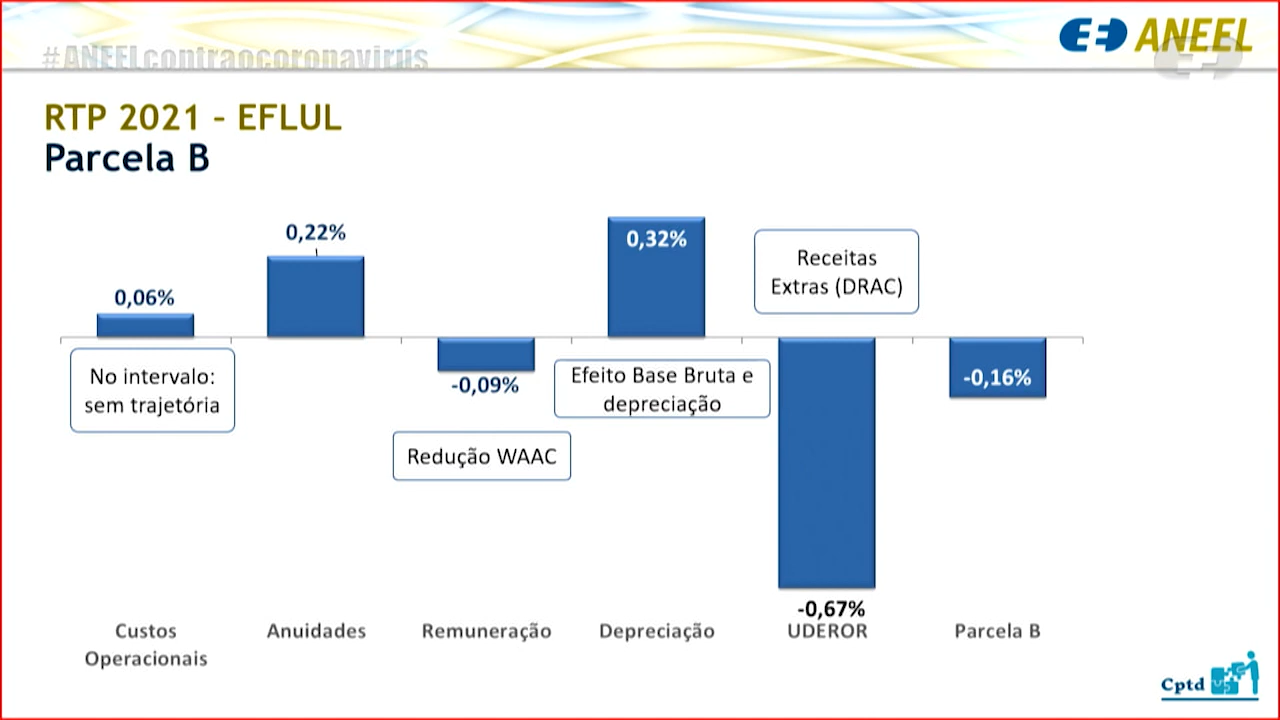 #ANEELcontraocoronavirus
ANEEL
RTP 2021 - EFLUL
Parcela B
0,06%
0,22%
-0,09%
0,32%
-0,67%
-0,16%
No intervalo:
sem trajetória
Redução WAAC
Efeito Base Bruta e
depreciação
Receitas
Extras (DRAC)
Custos
Operacionais
Anuidades
Remuneração
Depreciação
UDEROR
Parcela B
Cptd